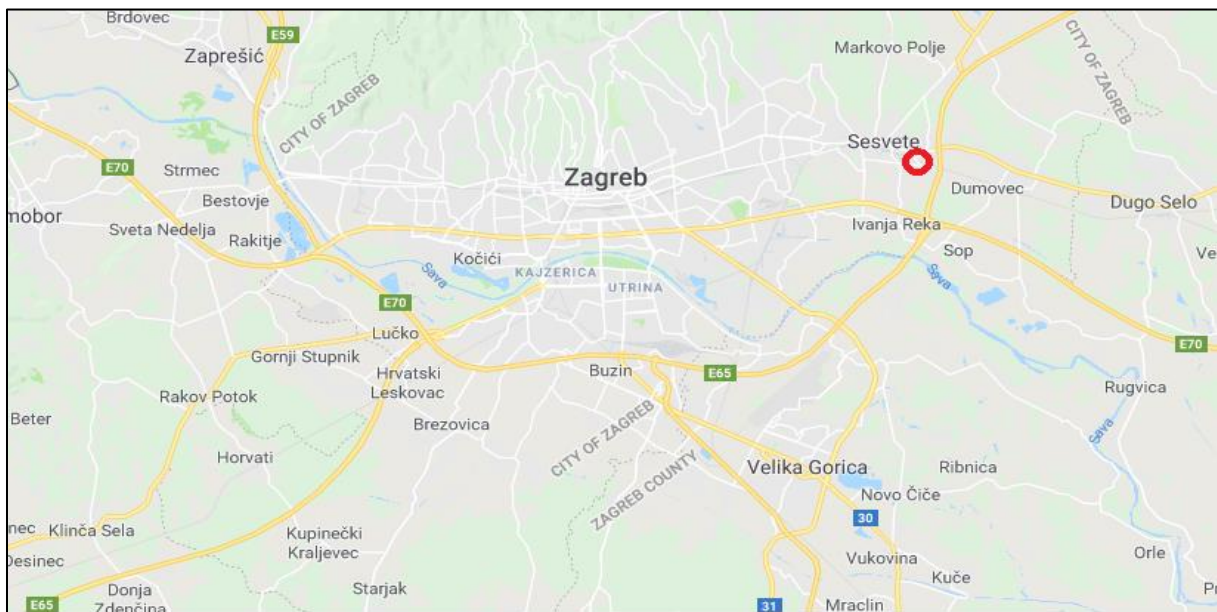 Brdovec
E59
Zaprešić
CITY OF ZAGREB
Markovo Polje
CITY OF ZAGREB
Sesvete
E70
Strmec
Zagreb
Bestovje
Dumovec
Dugo Selo
mobor
Sveta Nedelja
Rakitje
Ivanja Reka
Kočići
Sop
Ve
Sava
KAJZERICA
UTRINA
Sava
E70
Lučko
Gornji Stupnik
Buzin
E65
E70
Hrvatski
Leskovac
Rugvica
Rakov Potok
Beter
Brezovica
CITY OF ZAGREB
ZAGREB COUNTY
Sava
Horvati
Velika Gorica
Ribnica
Novo Čiče
nec
Klinča Sela
Kupinečki
Kraljevec
30
Desinec
Vukovina
Orle
Donja
Zdenčina
Starjak
Kuče
E65
31
Mraclin